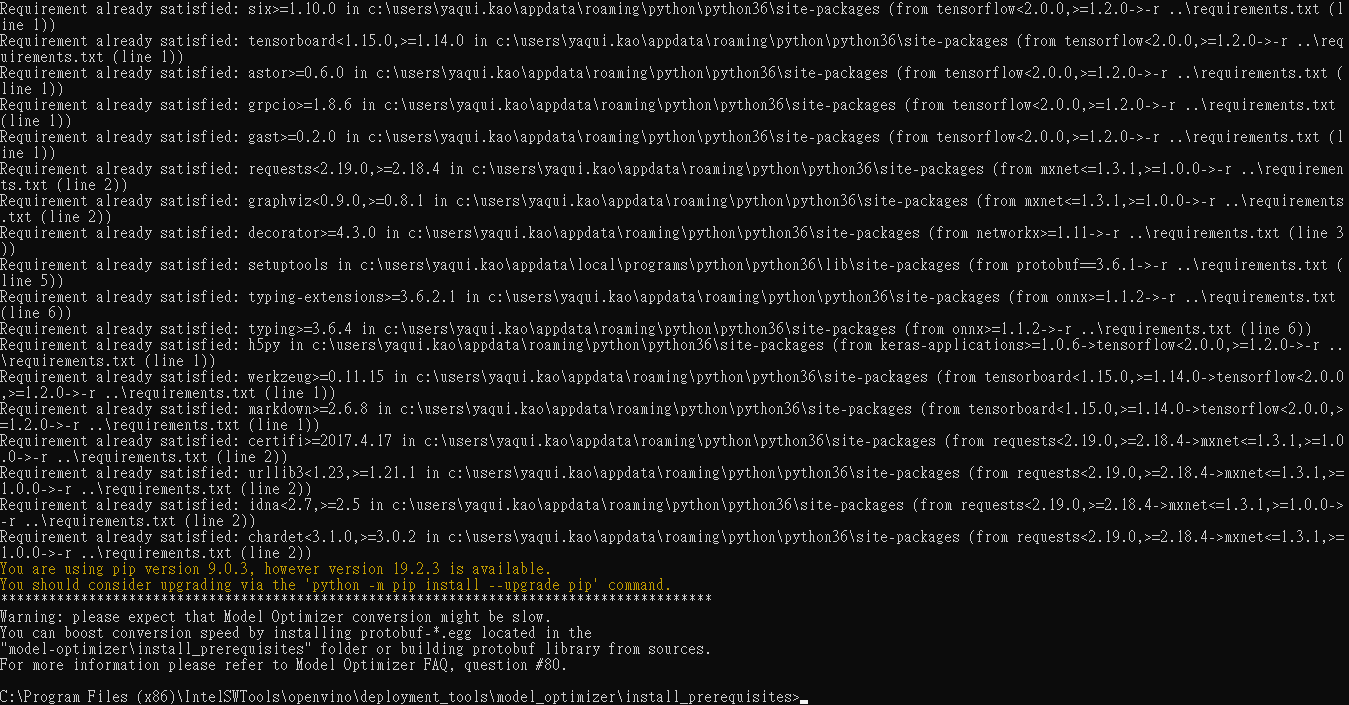 Requirement already satisfied: six>=1.10.0 in c:\users\yaqui.kao\appdata\roaming\python\python36\site-packages (from tensorflow<2.0.0,>=1.2.0->-r ..\requirements.txt (l
ine 1))
Requirement already satisfied: tensorboard<1.15.0,>=1.14.0 in c:\users\yaqui.kao\appdata\roaming\python\python36\site-packages (from tensorflow<2.0.0,>=1.2.0->-r ..\req
uirements.txt (line 1))
Requirement already satisfied: astor>=0.6.0 in c:\users\yaqui.kao\appdata\roaming\python\python36\site-packages (from tensorflow<2.0.0,>=1.2.0->-r ..\requirements.txt (
line 1))
Requirement already satisfied: grpcio>=1.8.6 in c:\users\yaqui.kao\appdata\roaming\python\python36\site-packages (from tensorflow<2.0.0,>=1.2.0->-r ..\requirements.txt
(line 1))
Requirement already satisfied: gast>=0.2.0 in c:\users\yaqui.kao\appdata\roaming\python\python36\site-packages (from tensorflow<2.0.0,>=1.2.0->-r ..\requirements.txt (l
ine 1))
Requirement already satisfied: requests<2.19.0,>=2.18.4 in c:\users\yaqui.kao\appdata\roaming\python\python36\site-packages (from mxnet<=1.3.1,>=1.0.0->-r ..\requiremen
ts.txt (line 2))
Requirement already satisfied: graphviz<0.9.0,>=0.8.1 in c:\users\yaqui.kao\appdata\roaming\python\python36\site-packages (from mxnet<=1.3.1,>=1.0.0->-r ..\requirements
.txt (line 2))
Requirement already satisfied: decorator>=4.3.0 in c:\users\yaqui.kao\appdata\roaming\python\python36\site-packages (from networkx>=1.11->-r ..\requirements.txt (line 3
))
Requirement already satisfied: setuptools in c:\users\yaqui.kao\appdata\local\programs\python\python36\lib\site-packages (from protobuf==3.6.1->-r ..\requirements.txt (
line 5))
Requirement already satisfied: typing-extensions>=3.6.2.1 in c:\users\yaqui.kao\appdata\roaming\python\python36\site-packages (from onnx>=1.1.2->-r ..\requirements.txt
(line 6))
Requirement already satisfied: typing>=3.6.4 in c:\users\yaqui.kao\appdata\roaming\python\python36\site-packages (from onnx>=1.1.2->-r ..\requirements.txt (line 6))
Requirement already satisfied: h5py in c:\users\yaqui.kao\appdata\roaming\python\python36\site-packages (from keras-applications>=1.0.6->tensorflow<2.0.0,>=1.2.0->-r ..
\requirements.txt (line 1))
Requirement already satisfied: werkzeug>=0.11.15 in c:\users\yaqui.kao\appdata\roaming\python\python36\site-packages (from tensorboard<1.15.0,>=1.14.0->tensorflow<2.0.0
,>=1.2.0->-r ..\requirements.txt (line 1))
Requirement already satisfied: markdown>=2.6.8 in c:\users\yaqui.kao\appdata\roaming\python\python36\site-packages (from tensorboard<1.15.0,>=1.14.0->tensorflow<2.0.0,>
=1.2.0->-r ..\requirements.txt (line 1))
Requirement already satisfied: certifi>=2017.4.17 in c:\users\yaqui.kao\appdata\roaming\python\python36\site-packages (from requests<2.19.0,>=2.18.4->mxnet<=1.3.1,>=1.0
.0->-r ..\requirements.txt (line 2))
Requirement already satisfied: urllib3<1.23,>=1.21.1 in c:\users\yaqui.kao\appdata\roaming\python\python36\site-packages (from requests<2.19.0,>=2.18.4->mxnet<=1.3.1,>=
1.0.0->-r ..\requirements.txt (line 2))
Requirement already satisfied: idna<2.7,>=2.5 in c:\users\yaqui.kao\appdata\roaming\python\python36\site-packages (from requests<2.19.0,>=2.18.4->mxnet<=1.3.1,>=1.0.0->
-r ..\requirements.txt (line 2))
Requirement already satisfied: chardet<3.1.0,>=3.0.2 in c:\users\yaqui.kao\appdata\roaming\python\python36\site-packages (from requests<2.19.0,>=2.18.4->mxnet<=1.3.1,>=
1.0.0->-r ..\requirements.txt (line 2))
You are using pip version 9.0.3, however version 19.2.3 is available.
You should consider upgrading via the 'python -m pip install --upgrade pip' command.
*****************************************************************************************
Warning: please expect that Model Optimizer conversion might be slow.
You can boost conversion speed by installing protobuf-*.egg located in the
"model-optimizer\install_prerequisites" folder or building protobuf library from sources.
For more information please refer to Model Optimizer FAQ, question #80.
C:\Program Files (x86)\IntelSWTools\openvino\deployment_tools\model_optimizer\install_prerequisites>